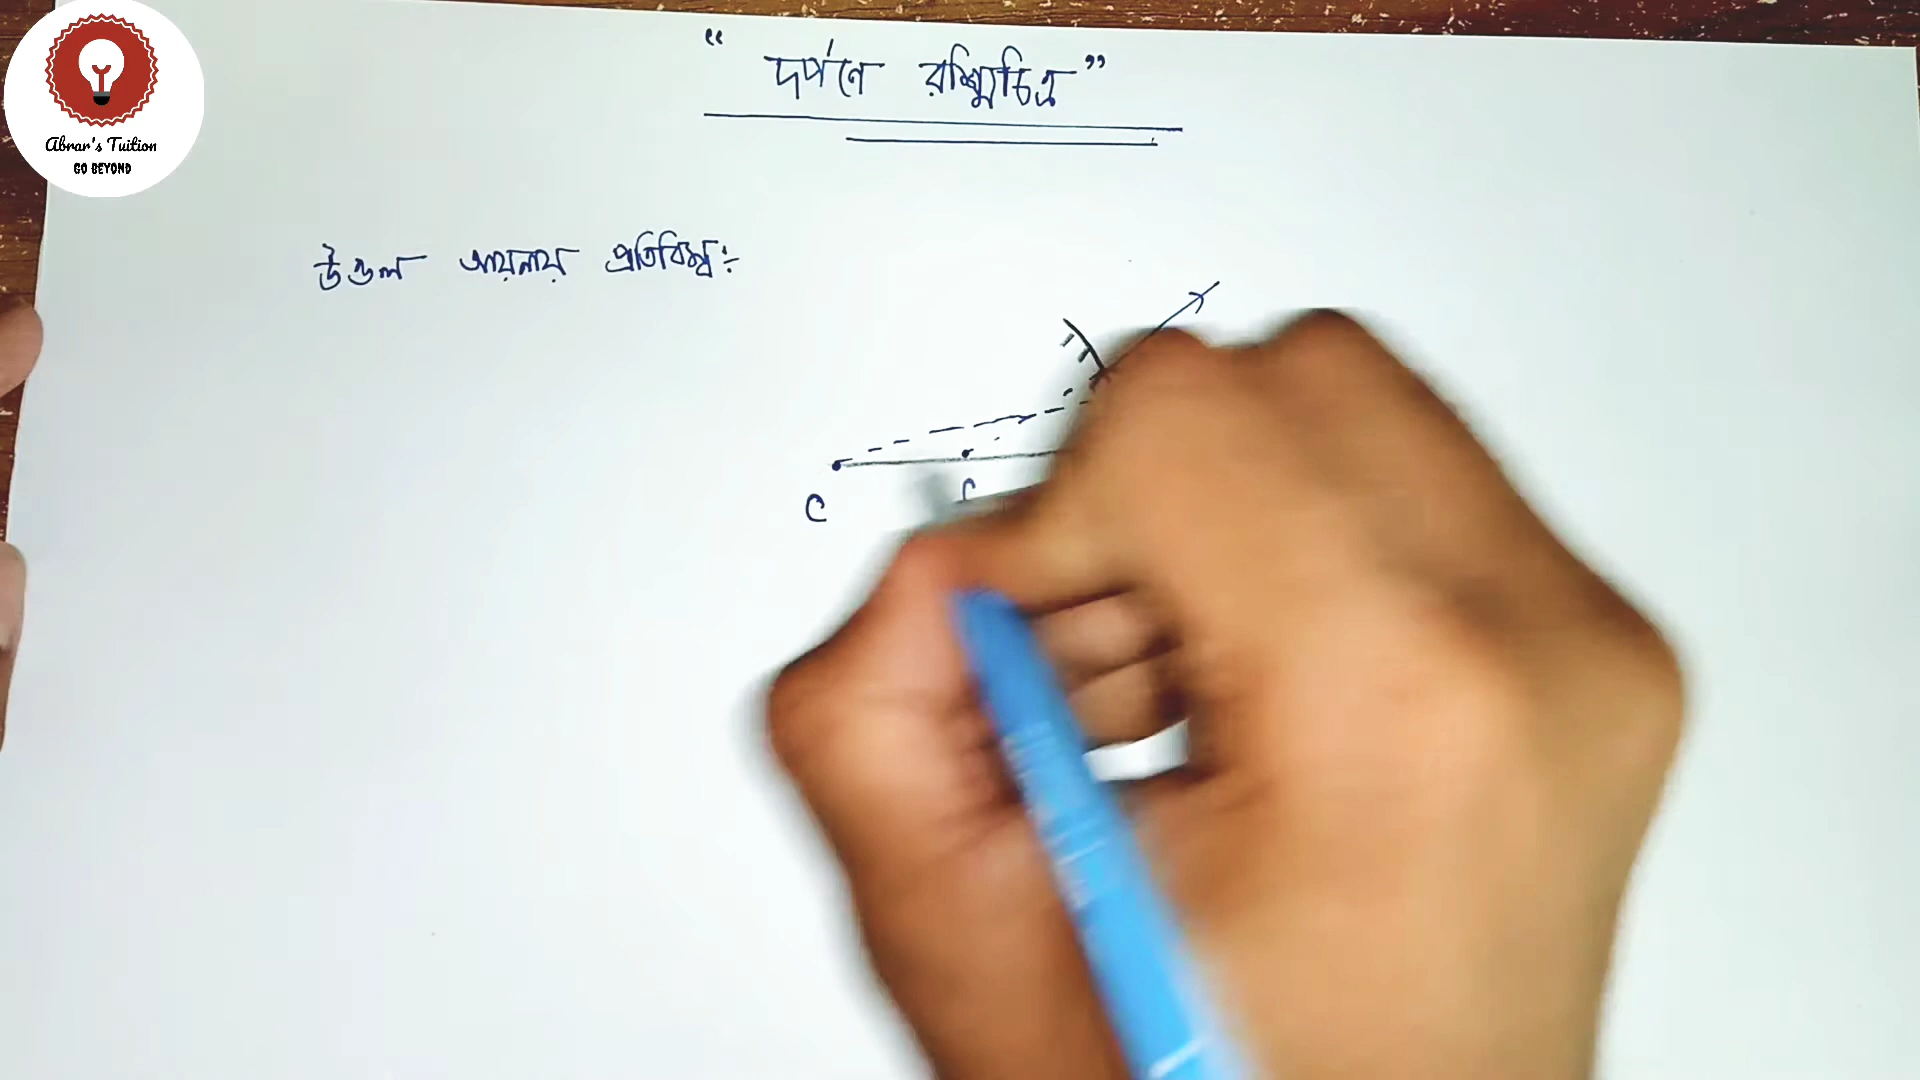 Abrar's Tuition
GO BEYOND
“ দর্পণে রশ্মিচিত্র ”
উত্তল আয়নায় প্রতিবিম্ব :-
C